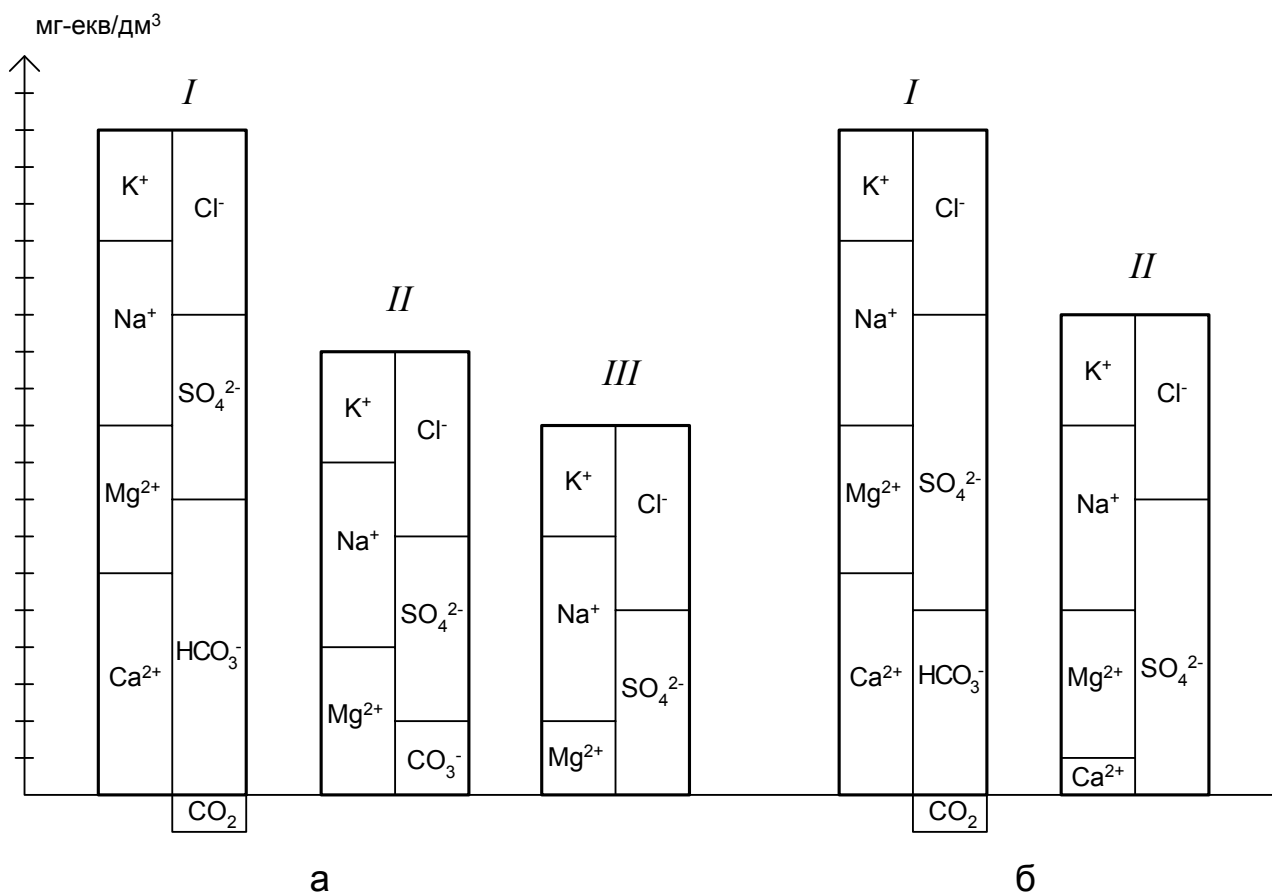 мг-екв/дм³
I
I
K⁺
Cl⁻
K⁺
Cl⁻
II
II
Na⁺
Na⁺
K⁺
Cl⁻
SO₄²⁻
III
K⁺
Cl⁻
Mg²⁺
K⁺
Cl⁻
Mg²⁺
SO₄²⁻
Na⁺
Na⁺
Na⁺
SO₄²⁻
HCO₃⁻
Ca²⁺
SO₄²⁻
Ca²⁺
HCO₃⁻
Mg²⁺
SO₄²⁻
Mg²⁺
CO₃⁻
Mg²⁺
Ca²⁺
CO₂
CO₂
а
б